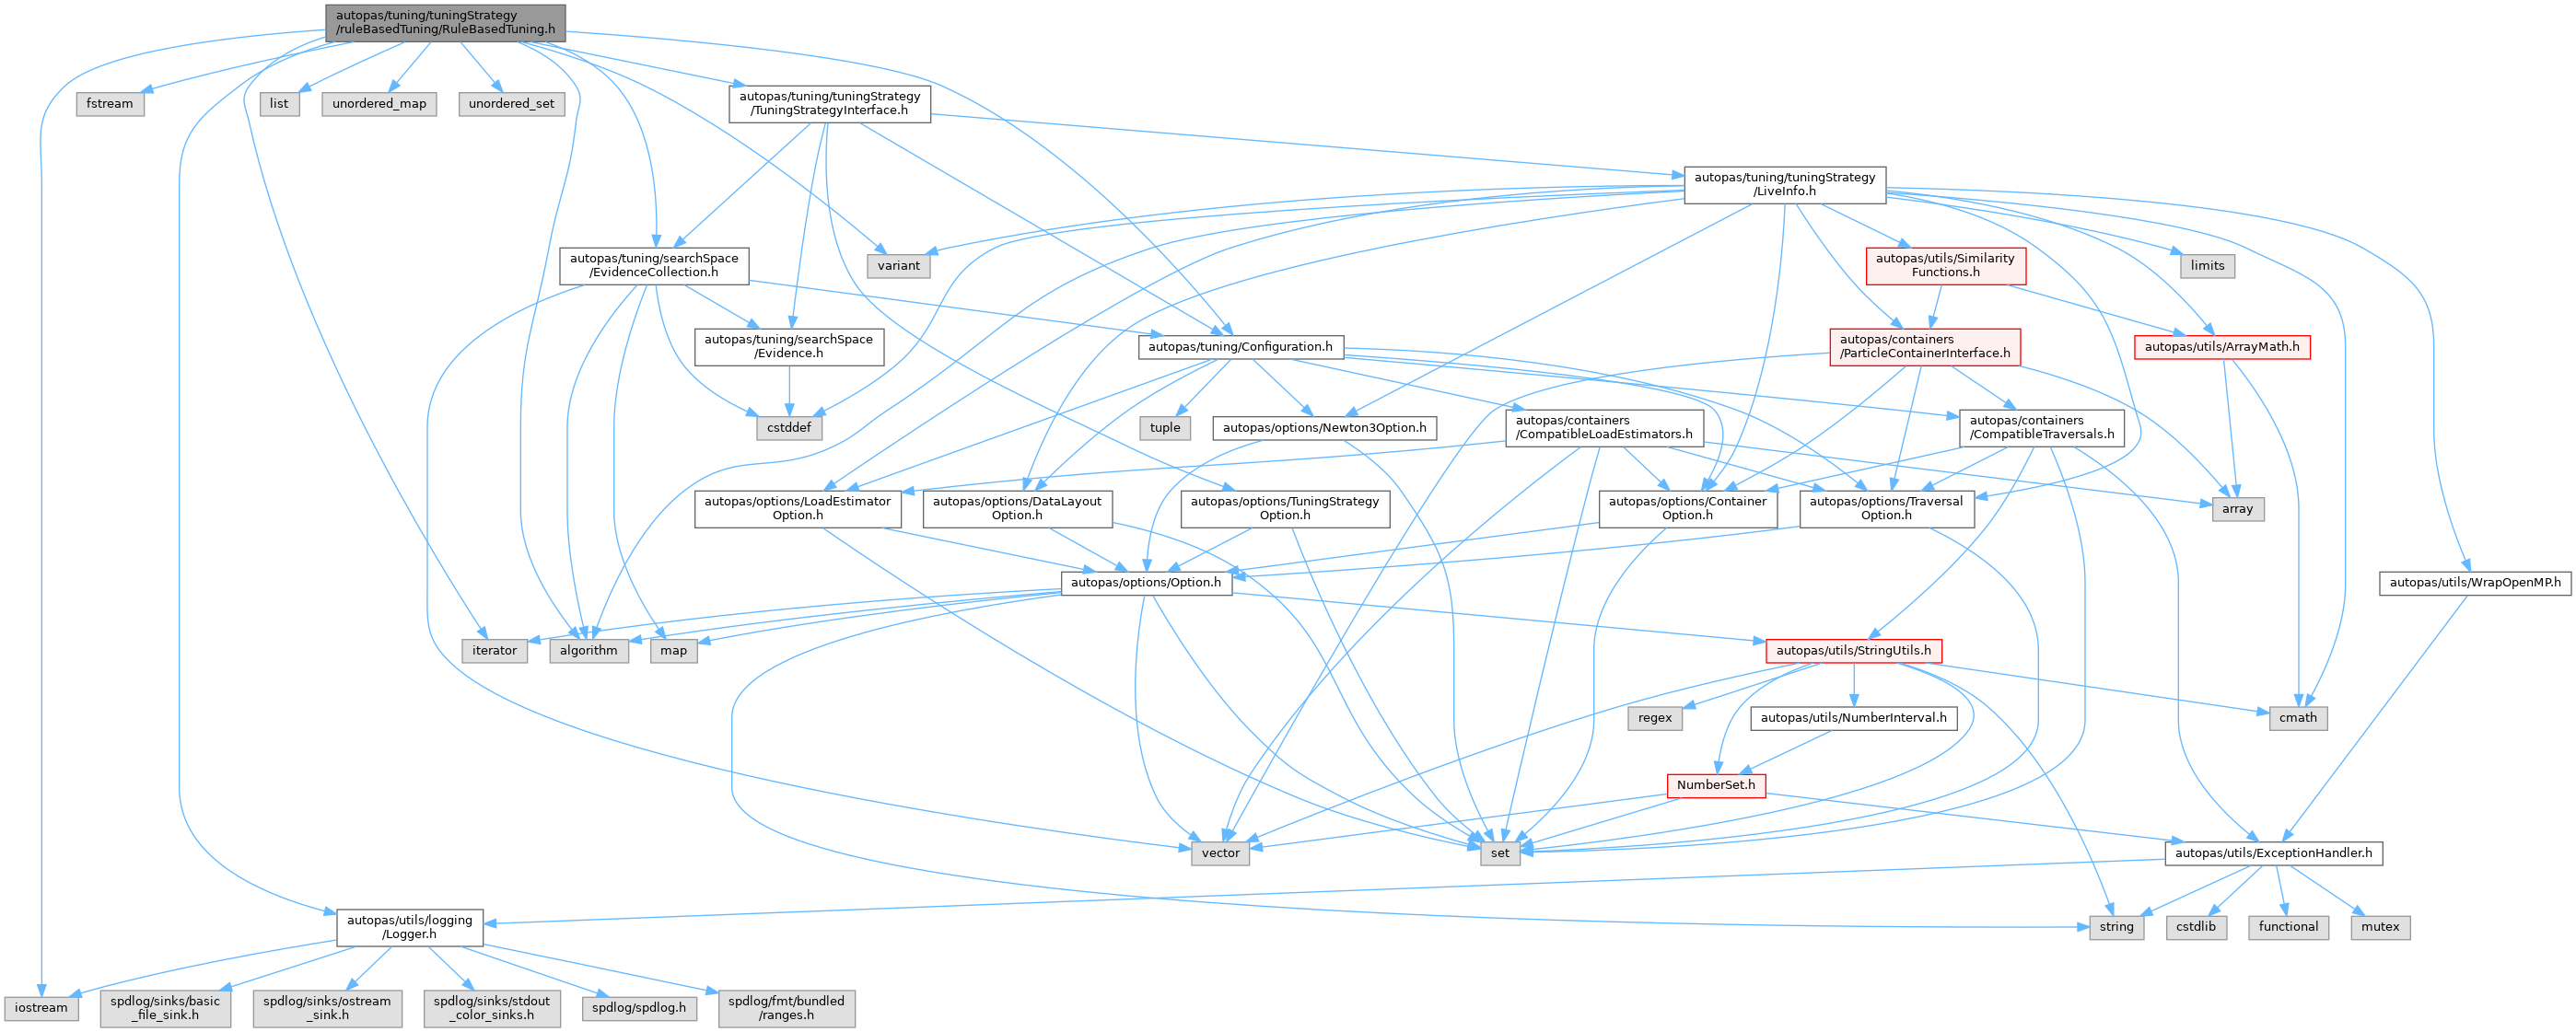 autopas/tuning/tuningStrategy
/ruleBasedTuning/RuleBasedTuning.h
fstream
list
unordered_map
unordered_set
autopas/tuning/tuningStrategy
/TuningStrategyInterface.h
autopas/tuning/tuningStrategy
/LiveInfo.h
autopas/tuning/searchSpace
/EvidenceCollection.h
variant
autopas/utils/Similarity
Functions.h
limits
autopas/tuning/searchSpace
/Evidence.h
autopas/tuning/Configuration.h
autopas/containers
/ParticleContainerInterface.h
autopas/utils/ArrayMath.h
cstddef
tuple
autopas/options/Newton3Option.h
autopas/containers
/CompatibleLoadEstimators.h
autopas/containers
/CompatibleTraversals.h
autopas/options/LoadEstimator
Option.h
autopas/options/DataLayout
Option.h
autopas/options/TuningStrategy
Option.h
autopas/options/Container
Option.h
autopas/options/Traversal
Option.h
array
autopas/options/Option.h
autopas/utils/WrapOpenMP.h
iterator
algorithm
map
autopas/utils/StringUtils.h
regex
autopas/utils/NumberInterval.h
cmath
NumberSet.h
vector
set
autopas/utils/ExceptionHandler.h
autopas/utils/logging
/Logger.h
string
cstdlib
functional
mutex
iostream
spdlog/sinks/basic
_file_sink.h
spdlog/sinks/ostream
_sink.h
spdlog/sinks/stdout
_color_sinks.h
spdlog/spdlog.h
spdlog/fmt/bundled
/ranges.h